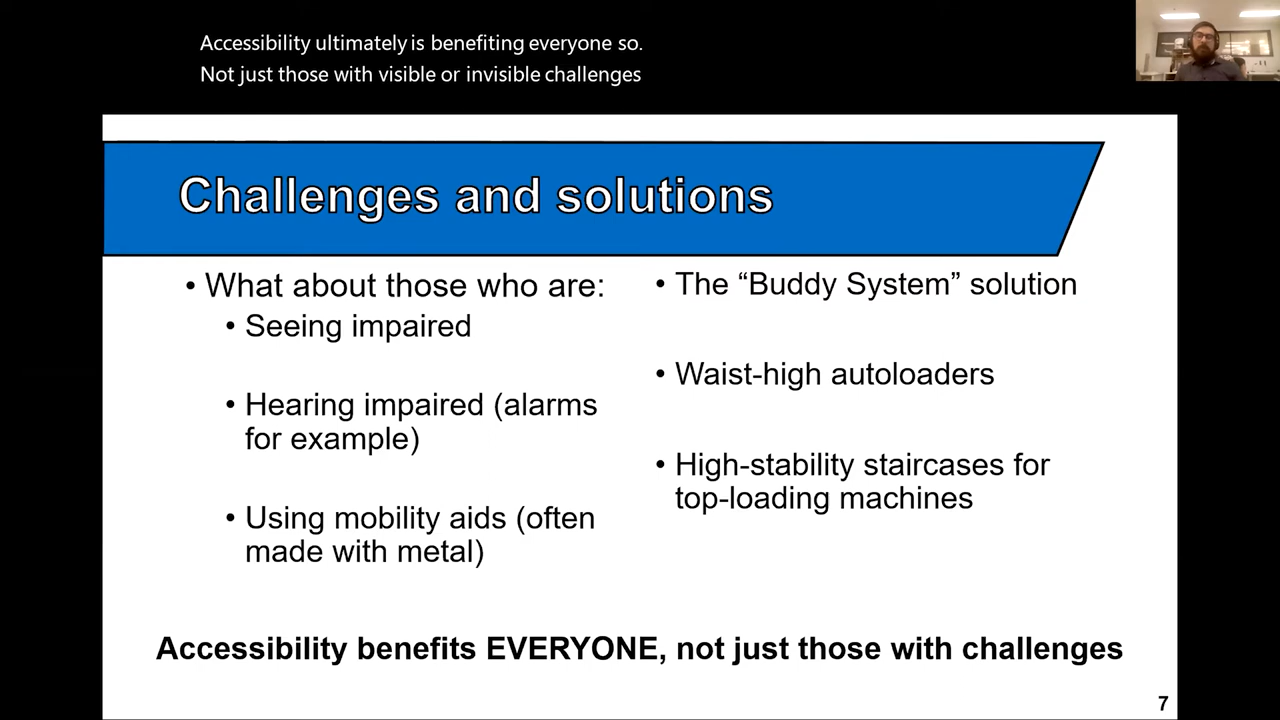 Accessibility ultimately is benefiting everyone so.
Not just those with visible or invisible challenges
Challenges and solutions
• What about those who are:
• Seeing impaired
• Hearing impaired (alarms
for example)
• Using mobility aids (often
made with metal)
• The “Buddy System” solution
• Waist-high autoloaders
• High-stability staircases for
top-loading machines
Accessibility benefits EVERYONE, not just those with challenges
7